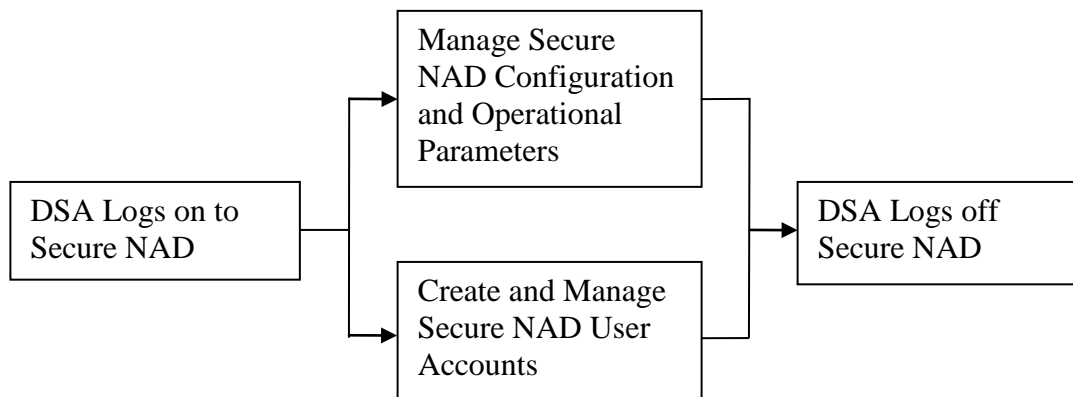 DSA Logs on to
Secure NAD
Manage Secure
NAD Configuration
and Operational
Parameters
Create and Manage
Secure NAD User
Accounts
DSA Logs off
Secure NAD